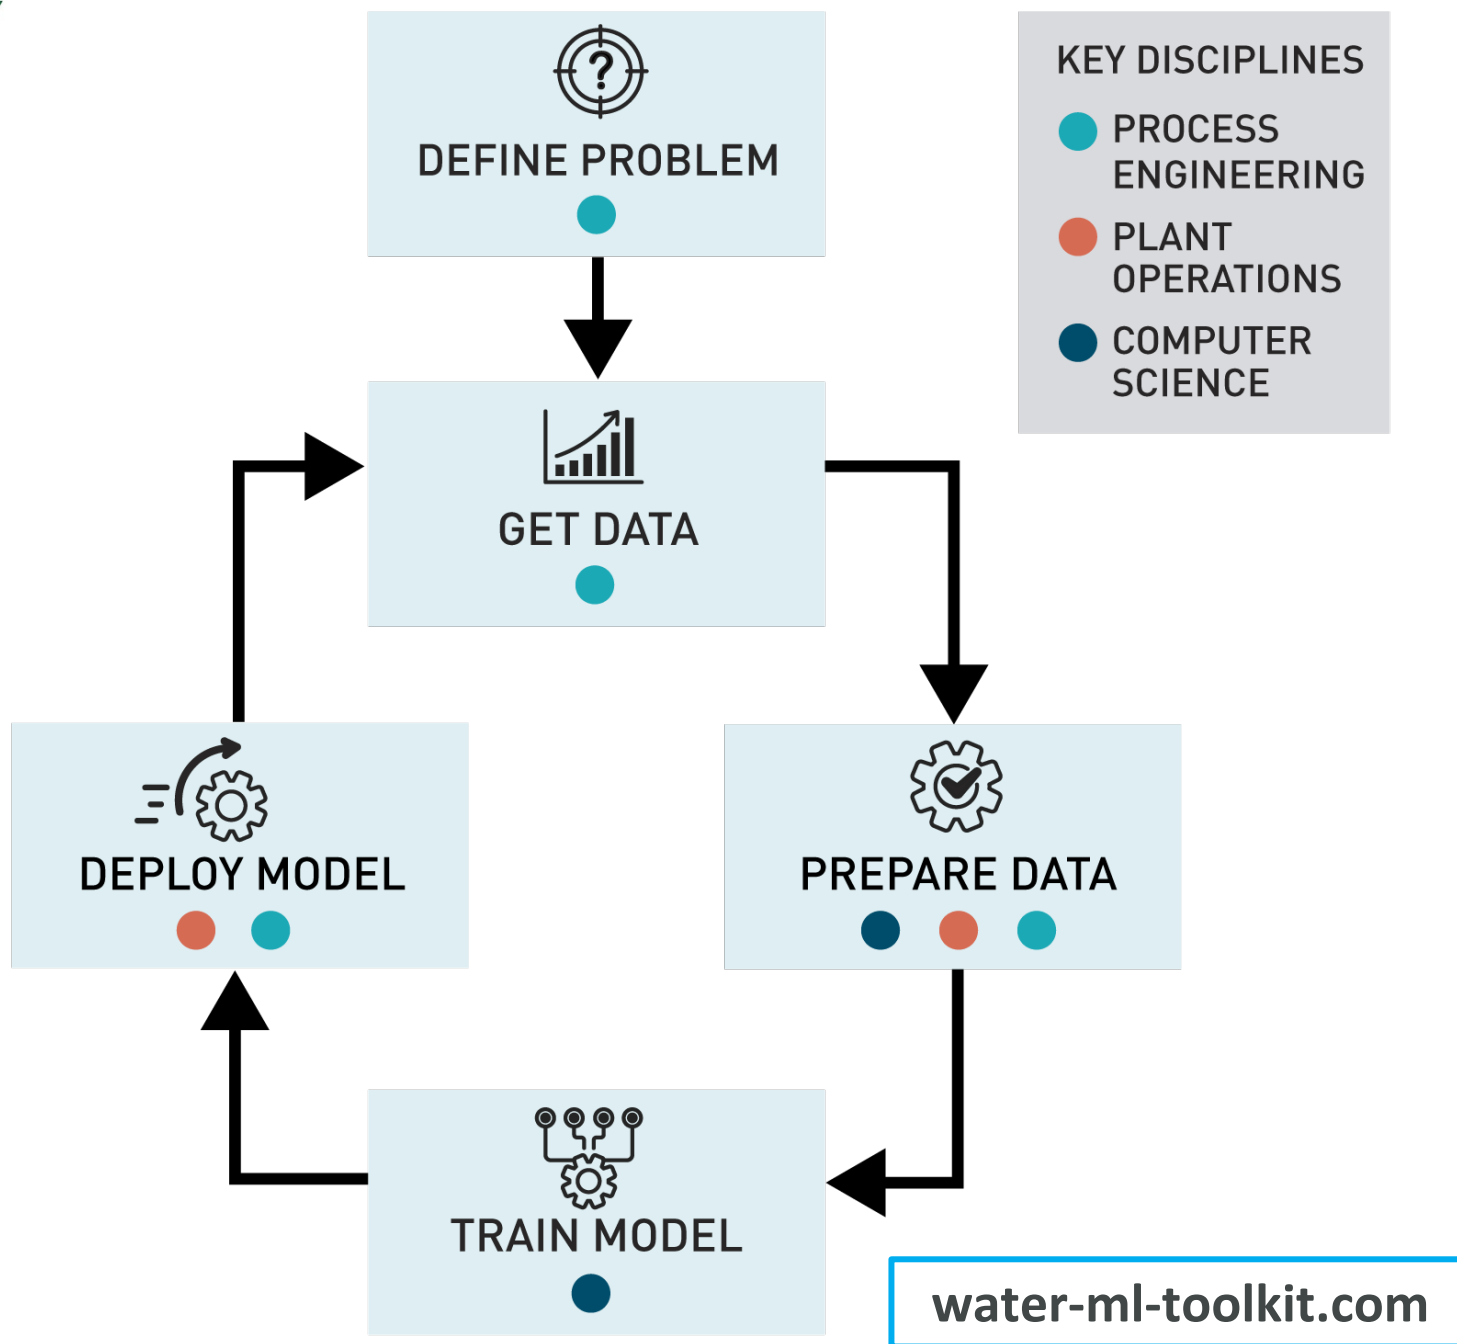 DEFINE PROBLEM
KEY DISCIPLINES
PROCESS
ENGINEERING
PLANT
OPERATIONS
COMPUTER
SCIENCE
GET DATA
DEPLOY MODEL
PREPARE DATA
TRAIN MODEL
water-ml-toolkit.com